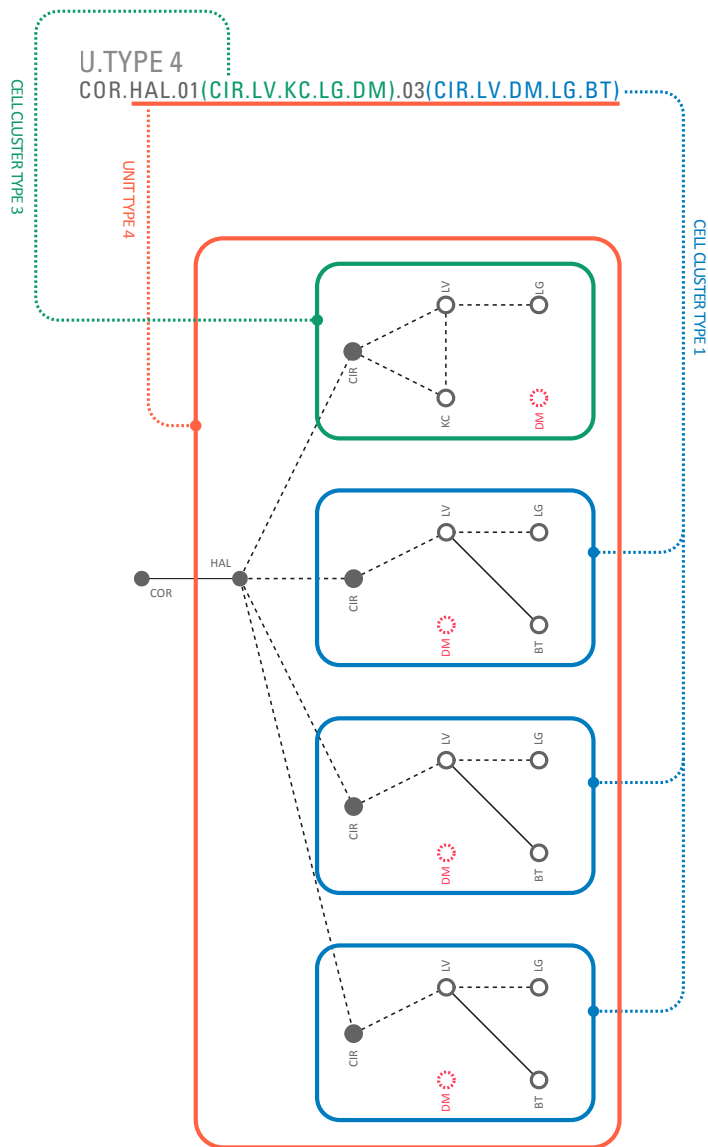 U.TYPE 4
COR.HAL.01(CIR.LV.KC.LG.DM).03(CIR.LV.DM.LG.BT)
CELL CLUSTER TYPE 3
UNIT TYPE 4
CELL CLUSTER TYPE 1
LV
LG
CIR
KC
DM
HAL
COR
LV
LG
CIR
DM
BT
LV
LG
CIR
DM
BT
LV
LG
CIR
DM
BT